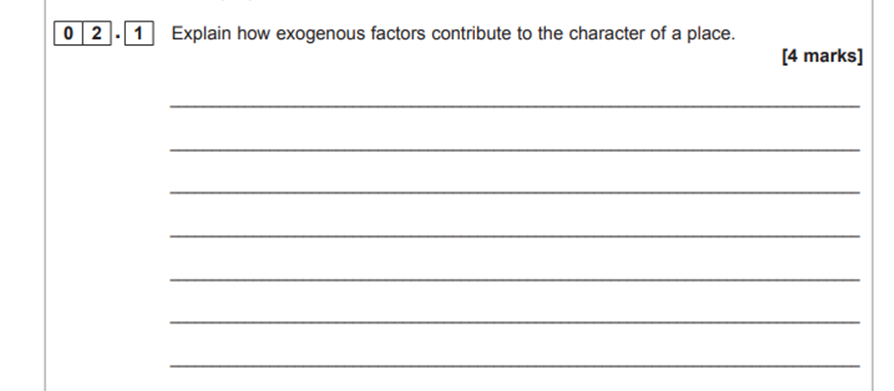 0 2 . 1 Explain how exogenous factors contribute to the character of a place.
[4 marks]